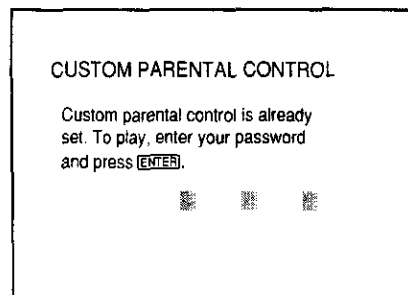 CUSTOM PARENTAL CONTROL
Custom parental control is already
set. To play, enter your password
and press ENTER.